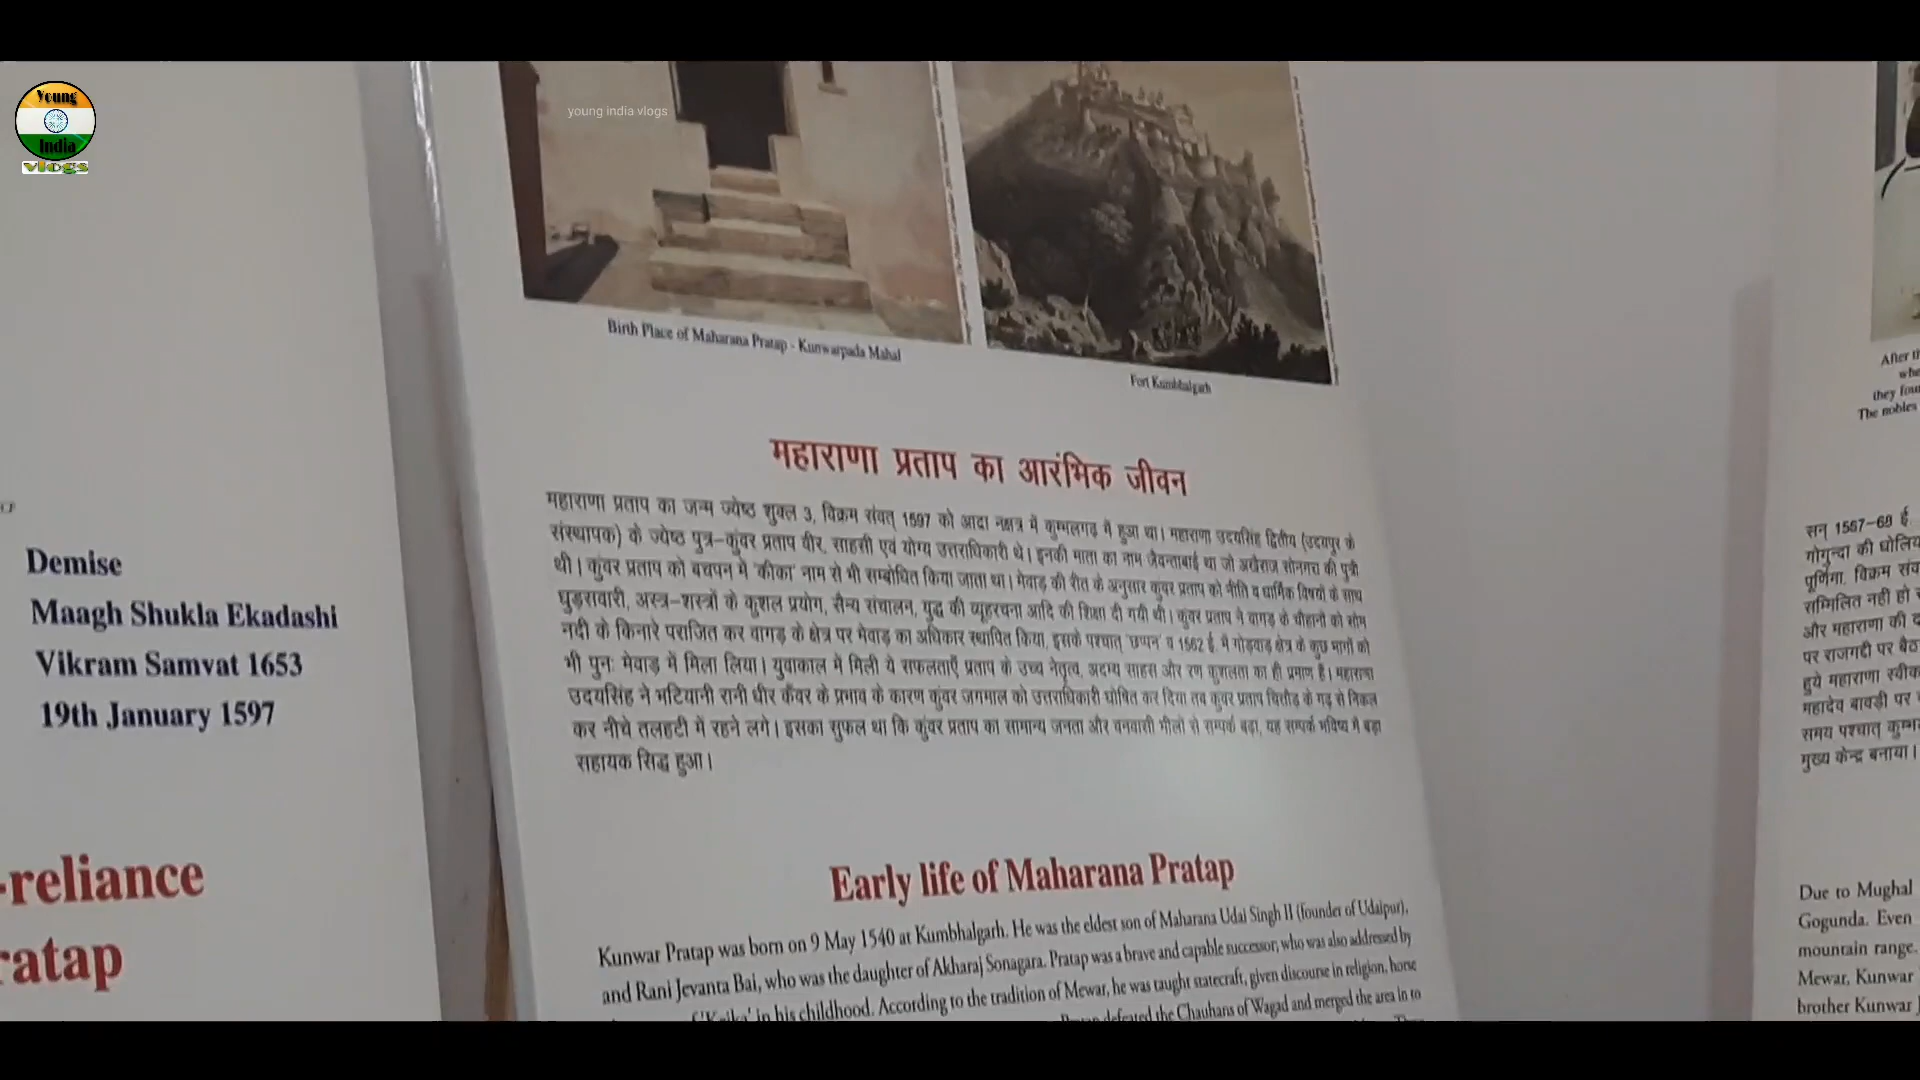 Young
India
vlogs
young india vlogs
Demise
Maagh Shukla Ekadashi
Vikram Samvat 1653
19th January 1597
-reliance
ratap
Birth Place of Maharana Pratap - Kunwarpada Mahal
Fort Kumbhalgarh
महाराणा प्रताप का आरंभिक जीवन
महाराणा प्रताप का जन्म ज्येष्ठ शुक्ल 3, विक्रम संवत् 1597 को आद्रा नक्षत्र में कुम्भलगढ़ में हुआ था। महाराणा उदयसिंह द्वितीय (उदयपुर के
संस्थापक) के ज्येष्ठ पुत्र-कुंवर प्रताप वीर, साहसी एवं योग्य उत्तराधिकारी थे। इनकी माता का नाम जैवन्ताबाई था जो अखैराज सोनगरा की पुत्री
थी। कुंवर प्रताप को बचपन में 'कीका' नाम से भी सम्बोधित किया जाता था। मेवाड़ की रीत के अनुसार कुंवर प्रताप को नीति व धार्मिक विषयों के साथ
घुड़सवारी, अस्त्र-शस्त्रों के कुशल प्रयोग, सैन्य संचालन, युद्ध की व्यूहरचना आदि की शिक्षा दी गयी थी। कुंवर प्रताप ने वागड़ के चौहानों को सोम
नदी के किनारे पराजित कर वागड़ के क्षेत्र पर मेवाड़ का अधिकार स्थापित किया, इसके पश्चात् 'छप्पन' व 1562 ई. में गोड़वाड़ क्षेत्र के कुछ भागों को
भी पुनः मेवाड़ में मिला लिया। युवाकाल में मिली ये सफलताएँ प्रताप के उच्च नेतृत्व, अदम्य साहस और रण कुशलता का ही प्रमाण है। महाराणा
उदयसिंह ने भटियानी रानी धीर कँवर के प्रभाव के कारण कुंवर जगमाल को उत्तराधिकारी घोषित कर दिया तब कुंवर प्रताप चित्तौड़ के गढ़ से निकल
कर नीचे तलहटी में रहने लगे। इसका सुफल था कि कुंवर प्रताप का सामान्य जनता और वनवासी भीलों से सम्पर्क बढ़ा, यह सम्पर्क भविष्य में बड़ा
सहायक सिद्ध हुआ।
Early life of Maharana Pratap
Kunwar Pratap was born on 9 May 1540 at Kumbhalgarh. He was the eldest son of Maharana Udai Singh II (founder of Udaipur),
and Rani Jevanta Bai, who was the daughter of Akharaj Sonagara. Pratap was a brave and capable successor, who was also addressed by
'Kaika' in his childhood. According to the tradition of Mewar, he was taught statecraft, given discourse in religion, horse
defeated the Chauhans of Wagad and merged the area in to
After th
whe
they foun
The nobles
सन् 1567-68 ई.
गोगुन्दा की घोलिय
पूर्णिमा, विक्रम संव
सम्मिलित नहीं हो
और महाराणा की द
पर राजगद्दी पर बैठ
हुये महाराणा स्वीक
महादेव बावड़ी पर
समय पश्चात् कुम्भ
मुख्य केन्द्र बनाया।
Due to Mughal
Gogunda. Even
mountain range.
Mewar, Kunwar
brother Kunwar J